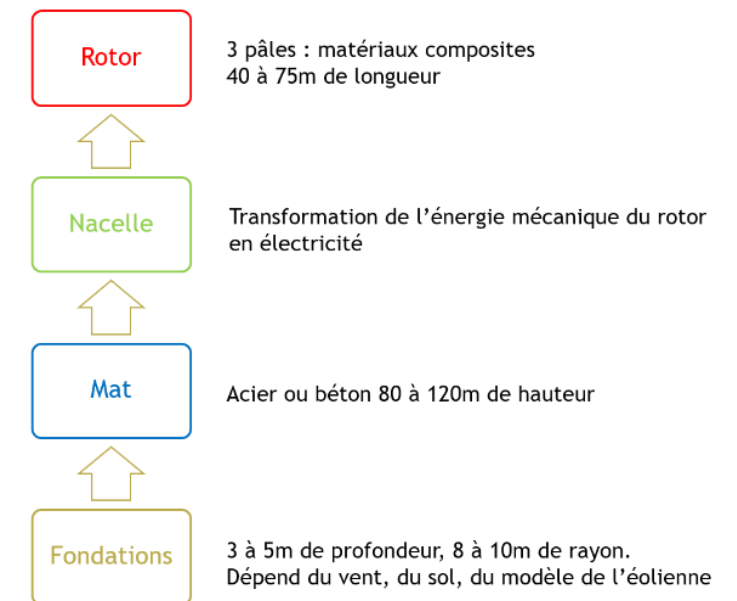 Rotor
3 pâles : matériaux composites
40 à 75m de longueur
Nacelle
Transformation de l’énergie mécanique du rotor
en électricité
Mat
Acier ou béton 80 à 120m de hauteur
Fondations
3 à 5m de profondeur, 8 à 10m de rayon.
Dépend du vent, du sol, du modèle de l’éolienne